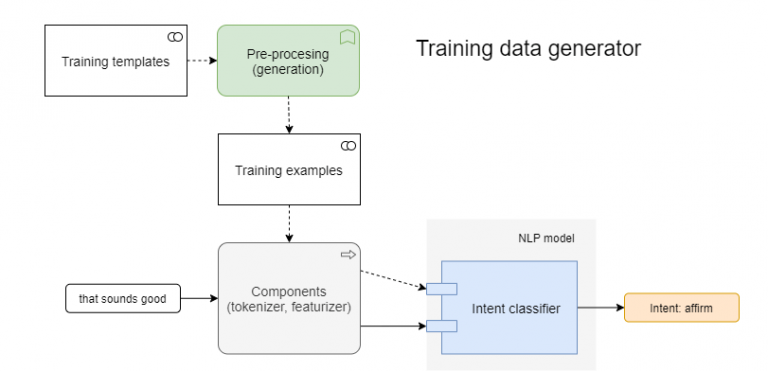 Training data generator
Training templates
Pre-procesing
(generation)
Training examples
NLP model
that sounds good
Components
(tokenizer, featurizer)
Intent classifier
Intent: affirm